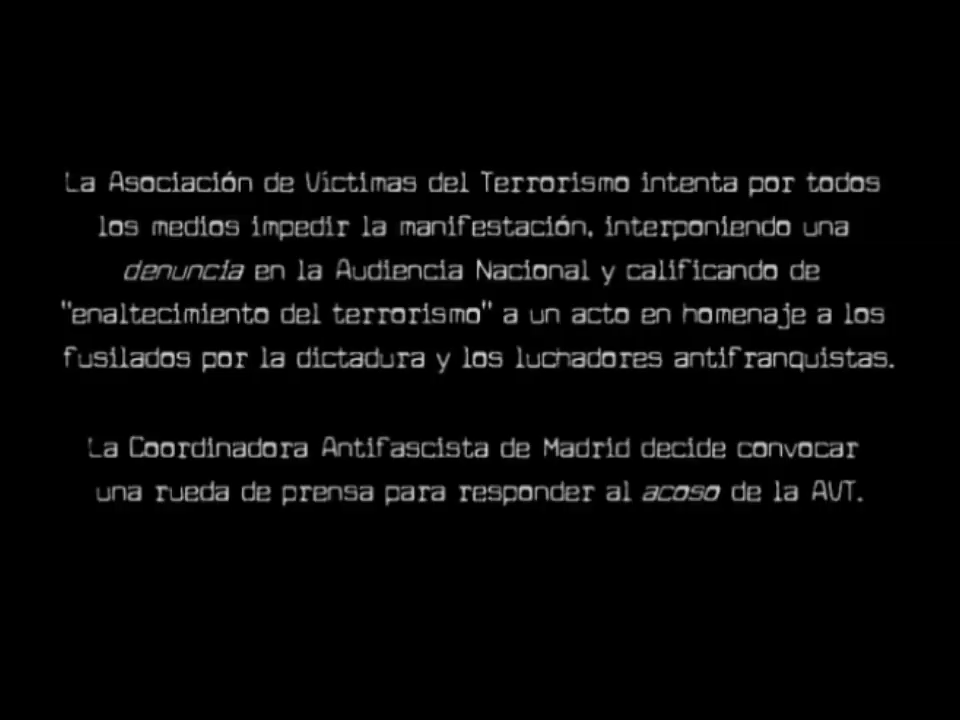 La Asociación de Víctimas del Terrorismo intenta por todos
los medios impedir la manifestación, interponiendo una
denuncia en la Audiencia Nacional y calificando de
"enaltecimiento del terrorismo" a un acto en homenaje a los
fusilados por la dictadura y los luchadores antifranquistas.
La Coordinadora Antifascista de Madrid decide convocar
una rueda de prensa para responder al acoso de la AVT.